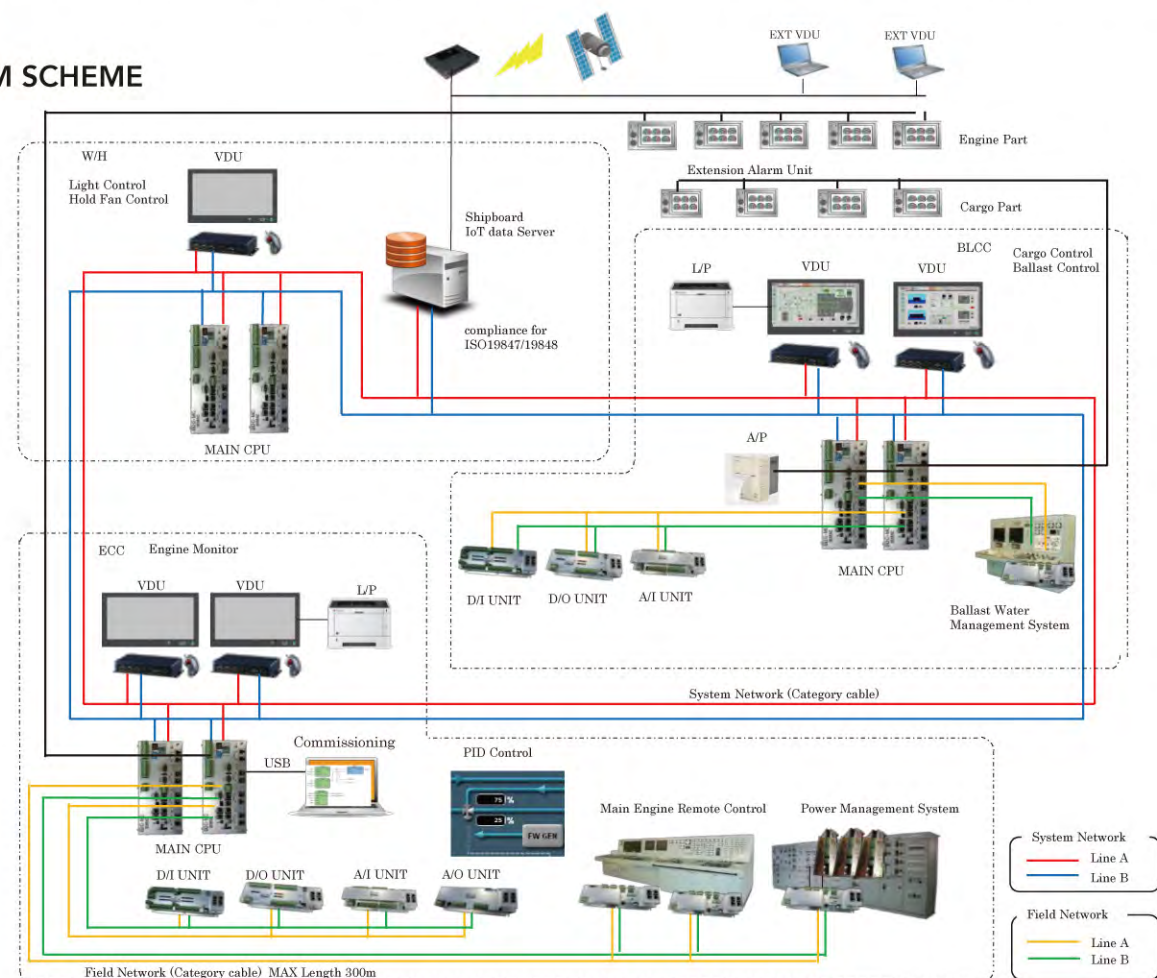 M SCHEME
EXT VDU
EXT VDU
Engine Part
Extension Alarm Unit
Cargo Part
W/H
VDU
Light Control
Hold Fan Control
Shipboard
IoT data Server
compliance for
ISO19847/19848
MAIN CPU
BLCC
Cargo Control
Ballast Control
L/P
VDU
VDU
A/P
MAIN CPU
D/I UNIT
D/O UNIT
A/I UNIT
Ballast Water
Management System
ECC
Engine Monitor
VDU
VDU
L/P
System Network (Category cable)
Commissioning
USB
PID Control
75 %
25 %
FW GEN
MAIN CPU
Main Engine Remote Control
Power Management System
D/I UNIT
D/O UNIT
A/I UNIT
A/O UNIT
Field Network (Category cable) MAX Length 300m
System Network
Line A
Line B
Field Network
Line A
Line B